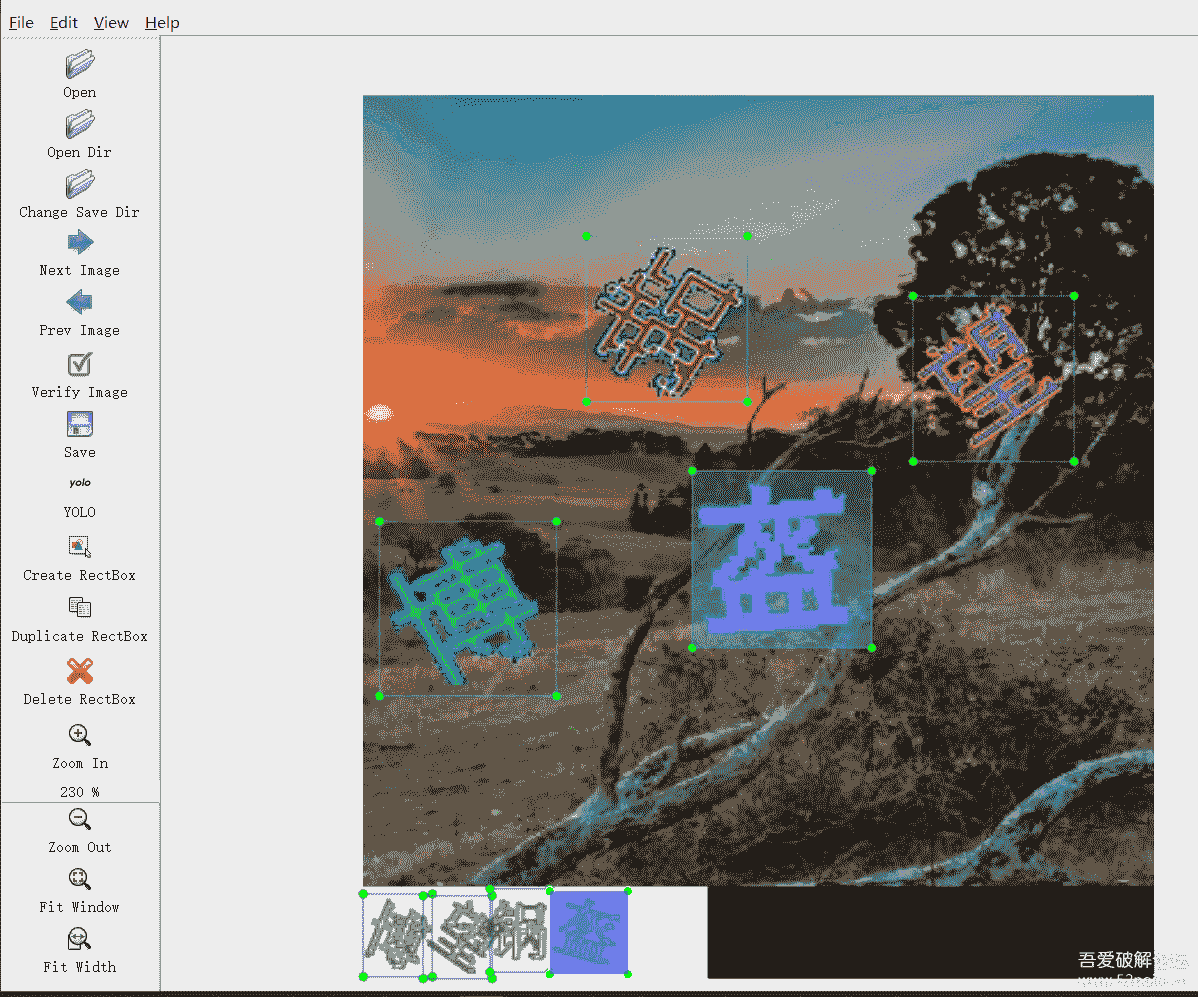 File Edit View Help
Open
Open Dir
Change Save Dir
Next Image
Prev Image
Verify Image
Save
yolo
YOLO
Create RectBox
Duplicate RectBox
Delete RectBox
Zoom In
230 %
Zoom Out
Fit Window
Fit Width
盔
锅
盔
吾爱破解